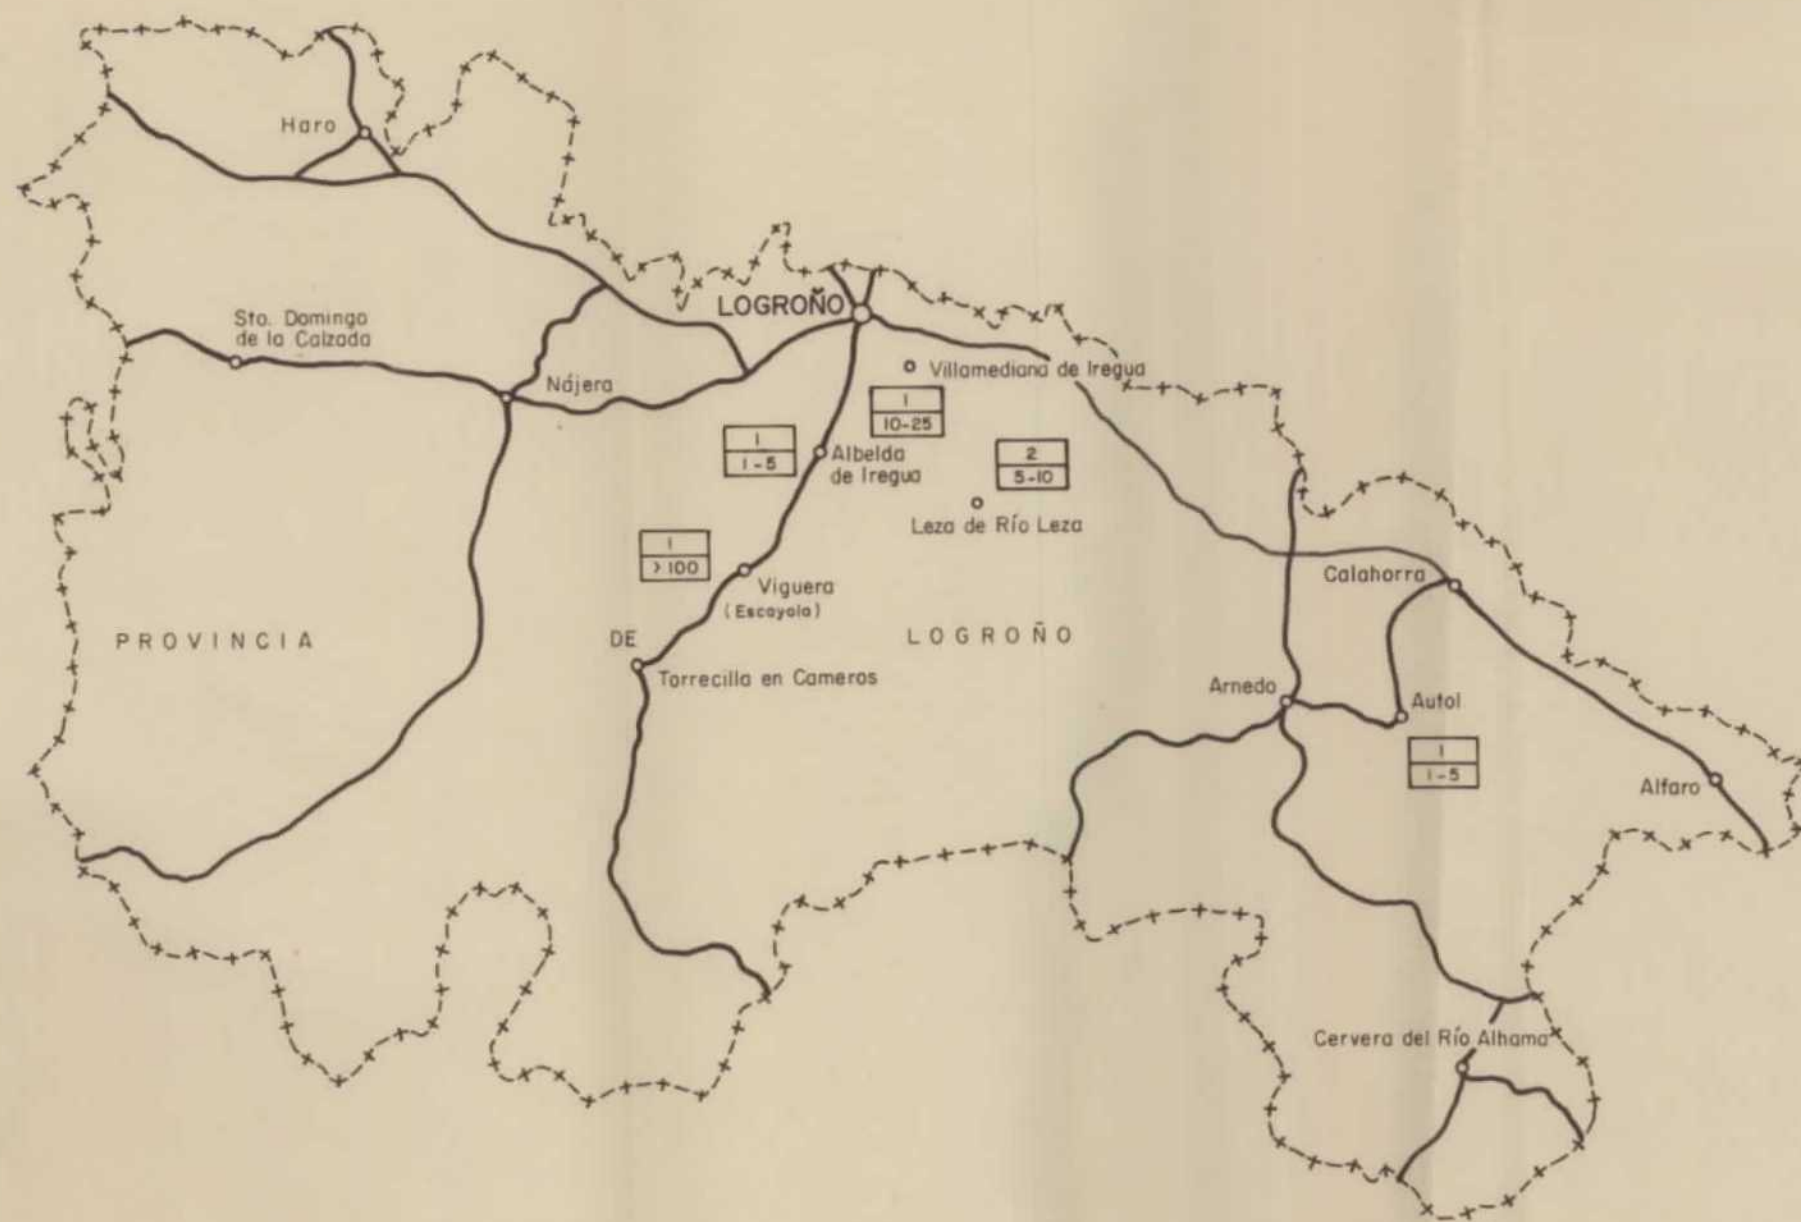 Haro
LOGROÑO
Sto. Domingo
de la Calzada
Villamediana de Iregua
Nájera
1
10-25
1
1-5
Albelda
de Iregua
2
5-10
Leza de Río Leza
1
>100
Viguera
(Escayola)
Calahorra
PROVINCIA
DE
LOGROÑO
Torrecilla en Cameros
Arnedo
Autol
1
1-5
Alfaro
Cervera del Río Alhama